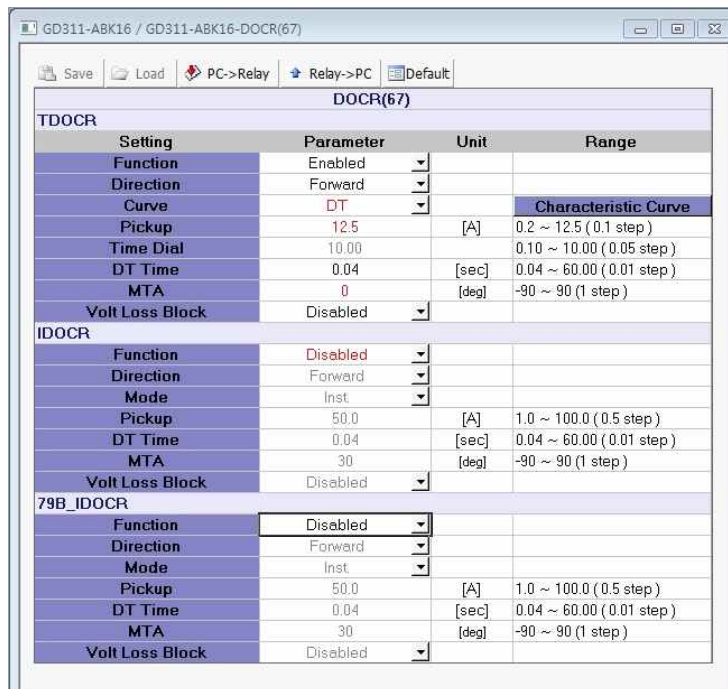 GD311-ABK16 / GD311-ABK16-DOCR(67)
Save Load PC->Relay Relay->PC Default
DOCR(67)
TDOCR
Setting Parameter Unit Range
Function Enabled
Direction Forward
Curve DT Characteristic Curve
Pickup 12.5 [A] 0.2 ~ 12.5 ( 0.1 step )
Time Dial 10.00 0.10 ~ 10.00 ( 0.05 step )
DT Time 0.04 [sec] 0.04 ~ 60.00 ( 0.01 step )
MTA 0 [deg] -90 ~ 90 (1 step )
Volt Loss Block Disabled
IDOCR
Function Disabled
Direction Forward
Mode Inst.
Pickup 50.0 [A] 1.0 ~ 100.0 ( 0.5 step )
DT Time 0.04 [sec] 0.04 ~ 60.00 ( 0.01 step )
MTA 30 [deg] -90 ~ 90 (1 step )
Volt Loss Block Disabled
79B_IDOCR
Function Disabled
Direction Forward
Mode Inst.
Pickup 50.0 [A] 1.0 ~ 100.0 ( 0.5 step )
DT Time 0.04 [sec] 0.04 ~ 60.00 ( 0.01 step )
MTA 30 [deg] -90 ~ 90 (1 step )
Volt Loss Block Disabled